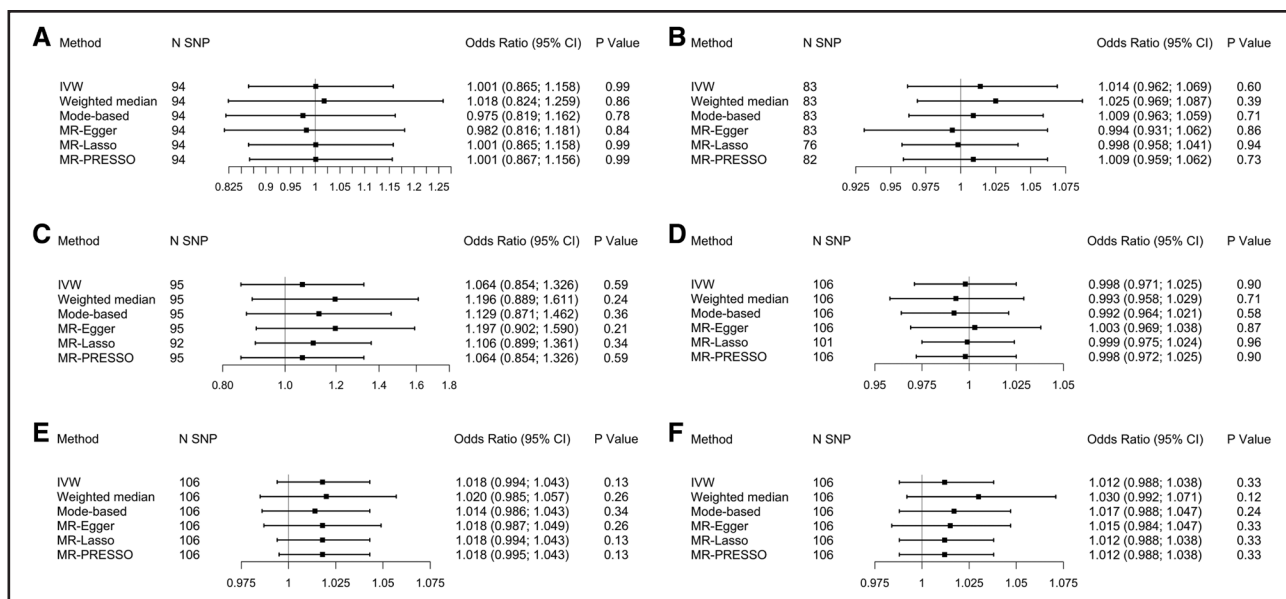 A Method N SNP Odds Ratio (95% CI) P Value
IVW 94 1.001 (0.865; 1.158) 0.99
Weighted median 94 1.018 (0.824; 1.259) 0.86
Mode-based 94 0.975 (0.819; 1.162) 0.78
MR-Egger 94 0.982 (0.816; 1.181) 0.84
MR-Lasso 94 1.001 (0.865; 1.158) 0.99
MR-PRESSO 94 1.001 (0.867; 1.156) 0.99
0.825 0.9 0.95 1 1.05 1.1 1.15 1.2 1.25
B Method N SNP Odds Ratio (95% CI) P Value
IVW 83 1.014 (0.962; 1.069) 0.60
Weighted median 83 1.025 (0.969; 1.087) 0.39
Mode-based 83 1.009 (0.963; 1.059) 0.71
MR-Egger 83 0.994 (0.931; 1.062) 0.86
MR-Lasso 76 0.998 (0.958; 1.041) 0.94
MR-PRESSO 82 1.009 (0.959; 1.062) 0.73
0.925 0.95 0.975 1 1.025 1.05 1.075
C Method N SNP Odds Ratio (95% CI) P Value
IVW 95 1.064 (0.854; 1.326) 0.59
Weighted median 95 1.196 (0.889; 1.611) 0.24
Mode-based 95 1.129 (0.871; 1.462) 0.36
MR-Egger 95 1.197 (0.902; 1.590) 0.21
MR-Lasso 92 1.106 (0.899; 1.361) 0.34
MR-PRESSO 95 1.064 (0.854; 1.326) 0.59
0.80 1.0 1.2 1.4 1.6 1.8
D Method N SNP Odds Ratio (95% CI) P Value
IVW 106 0.998 (0.971; 1.025) 0.90
Weighted median 106 0.993 (0.958; 1.029) 0.71
Mode-based 106 0.992 (0.964; 1.021) 0.58
MR-Egger 106 1.003 (0.969; 1.038) 0.87
MR-Lasso 101 0.999 (0.975; 1.024) 0.96
MR-PRESSO 106 0.998 (0.972; 1.025) 0.90
0.95 0.975 1 1.025 1.05
E Method N SNP Odds Ratio (95% CI) P Value
IVW 106 1.018 (0.994; 1.043) 0.13
Weighted median 106 1.020 (0.985; 1.057) 0.26
Mode-based 106 1.014 (0.986; 1.043) 0.34
MR-Egger 106 1.018 (0.987; 1.049) 0.26
MR-Lasso 106 1.018 (0.994; 1.043) 0.13
MR-PRESSO 106 1.018 (0.995; 1.043) 0.13
0.975 1 1.025 1.05 1.075
F Method N SNP Odds Ratio (95% CI) P Value
IVW 106 1.012 (0.988; 1.038) 0.33
Weighted median 106 1.030 (0.992; 1.071) 0.12
Mode-based 106 1.017 (0.988; 1.047) 0.24
MR-Egger 106 1.015 (0.984; 1.047) 0.33
MR-Lasso 106 1.012 (0.988; 1.038) 0.33
MR-PRESSO 106 1.012 (0.988; 1.038) 0.33
0.975 1 1.025 1.05 1.075